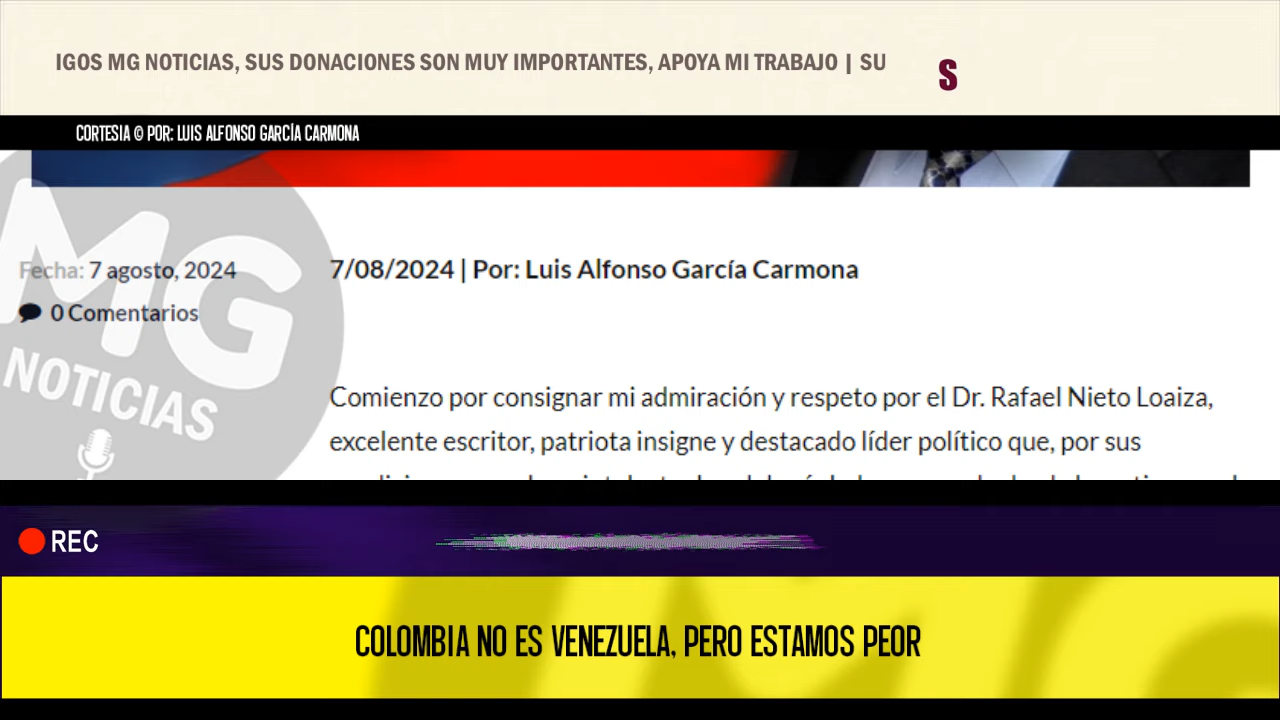 IGOS MG NOTICIAS, SUS DONACIONES SON MUY IMPORTANTES, APOYA MI TRABAJO | SU
S
CORTESIA © POR: LUIS ALFONSO GARCÍA CARMONA
MG
NOTICIAS
Fecha: 7 agosto, 2024
0 Comentarios
7/08/2024 | Por: Luis Alfonso García Carmona
Comienzo por consignar mi admiración y respeto por el Dr. Rafael Nieto Loaiza,
excelente escritor, patriota insigne y destacado líder político que, por sus
REC
COLOMBIA NO ES VENEZUELA, PERO ESTAMOS PEOR